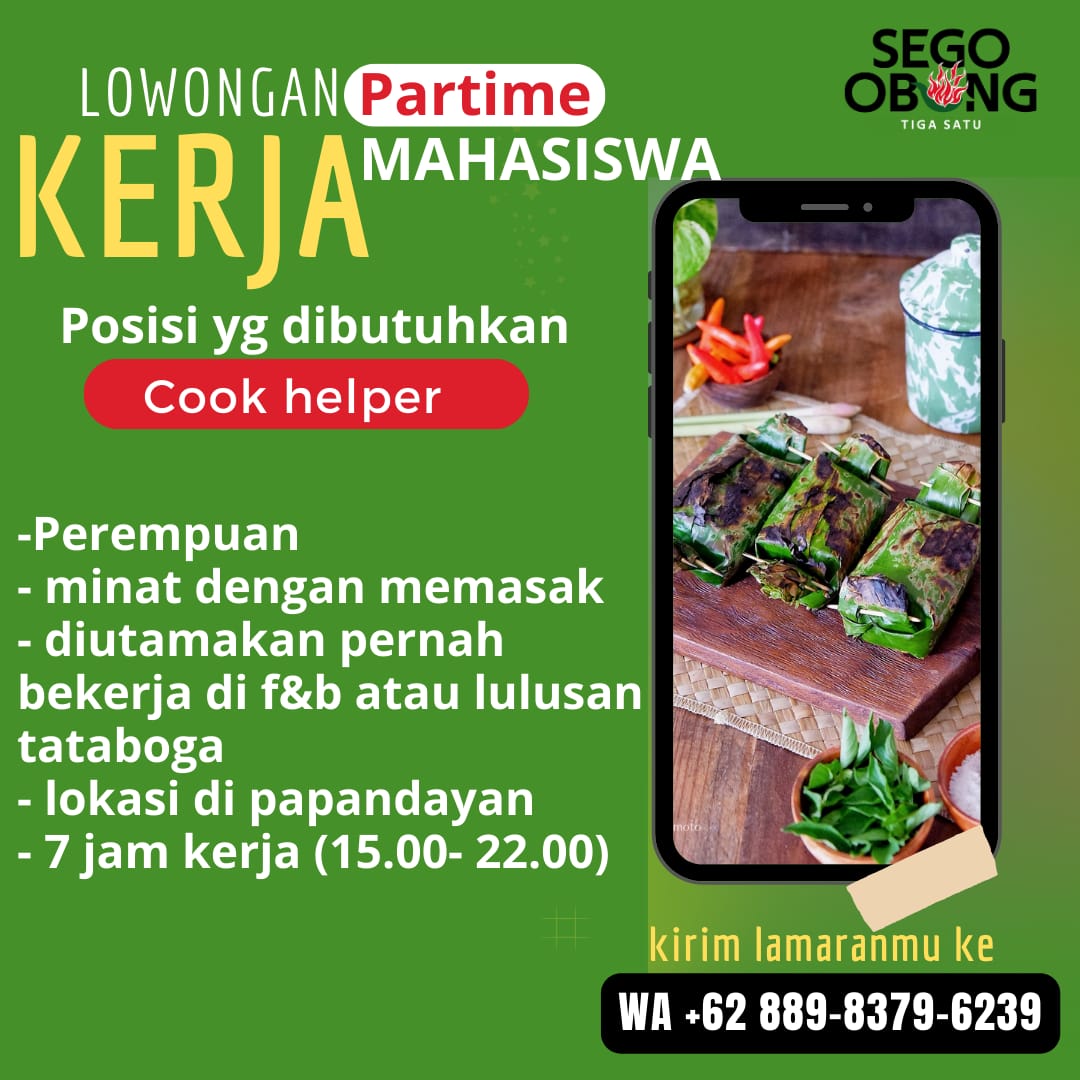 SEGO
OBONG
TIGA SATU
LOWONGAN Partime
KERJA MAHASISWA
Posisi yg dibutuhkan
Cook helper
-Perempuan
- minat dengan memasak
- diutamakan pernah
bekerja di f&b atau lulusan
tataboga
- lokasi di papandayan
- 7 jam kerja (15.00- 22.00)
moto
kirim lamaranmu ke
WA +62 889-8379-6239